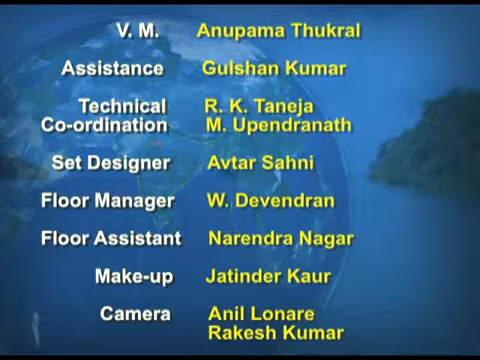 V. M. Anupama Thukral
Assistance Gulshan Kumar
Technical R. K. Taneja
Co-ordination M. Upendranath
Set Designer Avtar Sahni
Floor Manager W. Devendran
Floor Assistant Narendra Nagar
Make-up Jatinder Kaur
Camera Anil Lonare
Rakesh Kumar